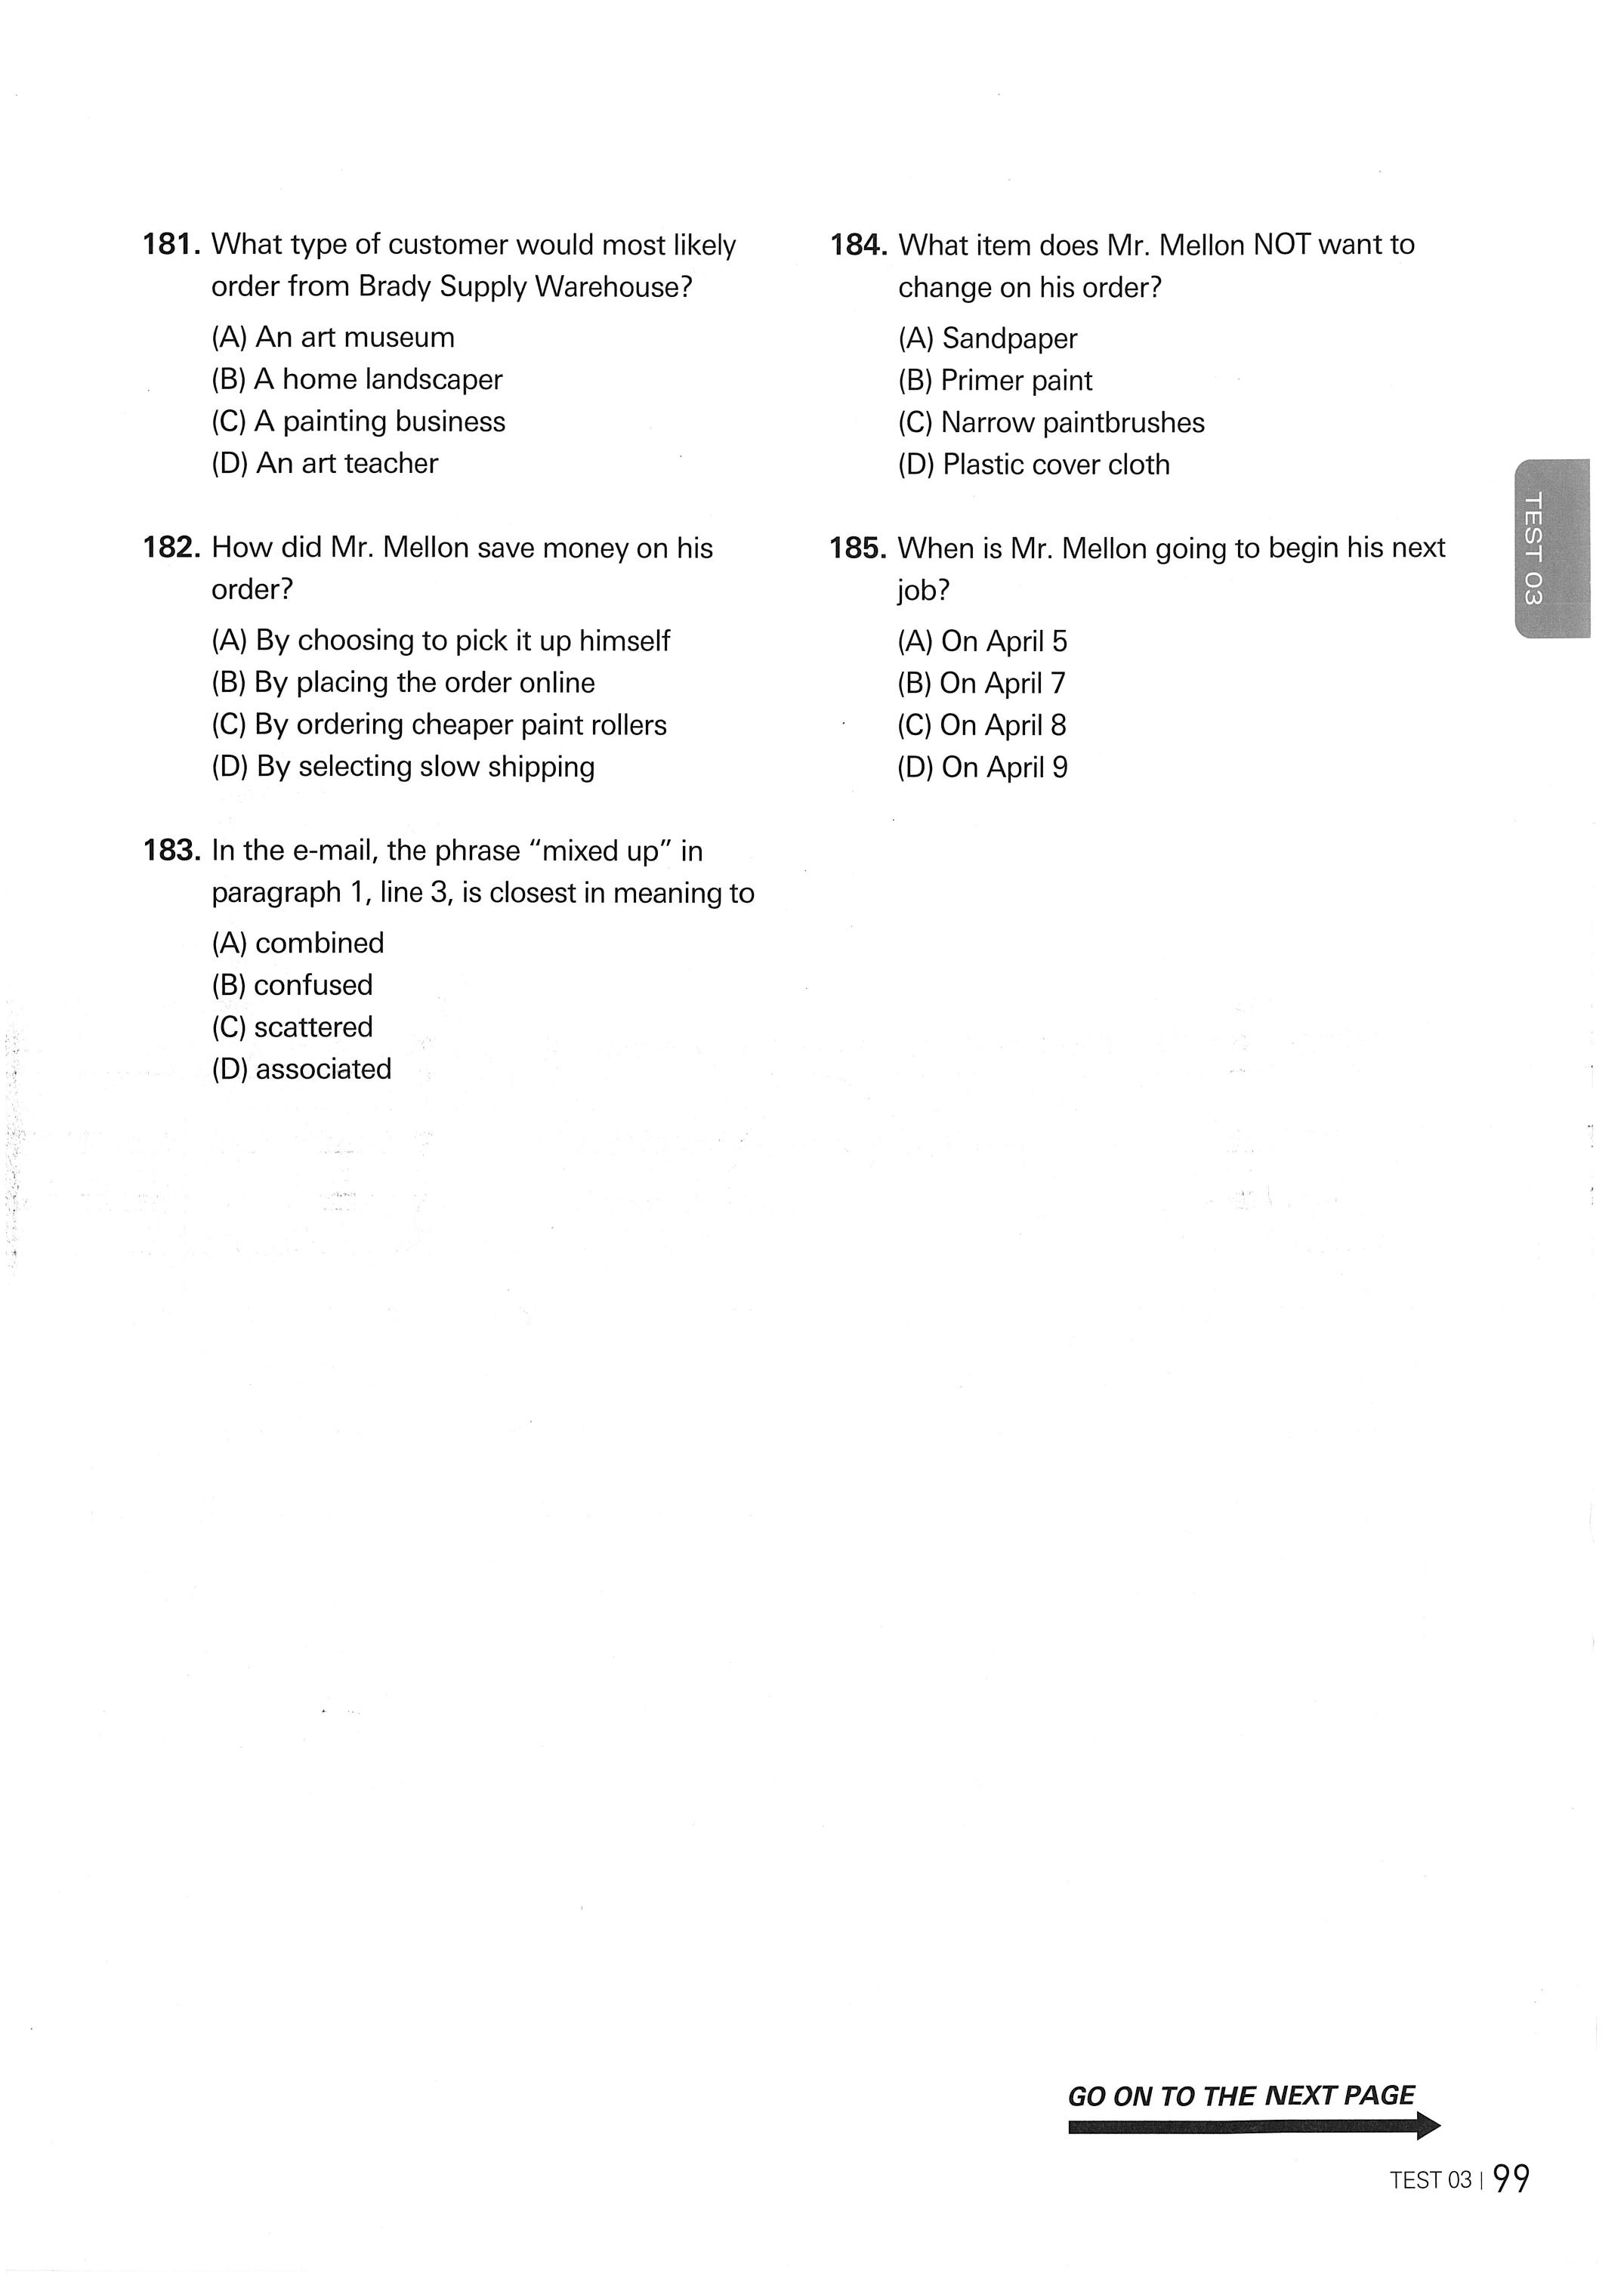 181. What type of customer would most likely
order from Brady Supply Warehouse?
(A) An art museum
(B) A home landscaper
(C) A painting business
(D) An art teacher
182. How did Mr. Mellon save money on his
order?
(A) By choosing to pick it up himself
(B) By placing the order online
(C) By ordering cheaper paint rollers
(D) By selecting slow shipping
183. In the e-mail, the phrase “mixed up” in
paragraph 1, line 3, is closest in meaning to
(A) combined
(B) confused
(C) scattered
(D) associated
184. What item does Mr. Mellon NOT want to
change on his order?
(A) Sandpaper
(B) Primer paint
(C) Narrow paintbrushes
(D) Plastic cover cloth
185. When is Mr. Mellon going to begin his next
job?
(A) On April 5
(B) On April 7
(C) On April 8
(D) On April 9
TEST 03
GO ON TO THE NEXT PAGE
TEST 03 | 99